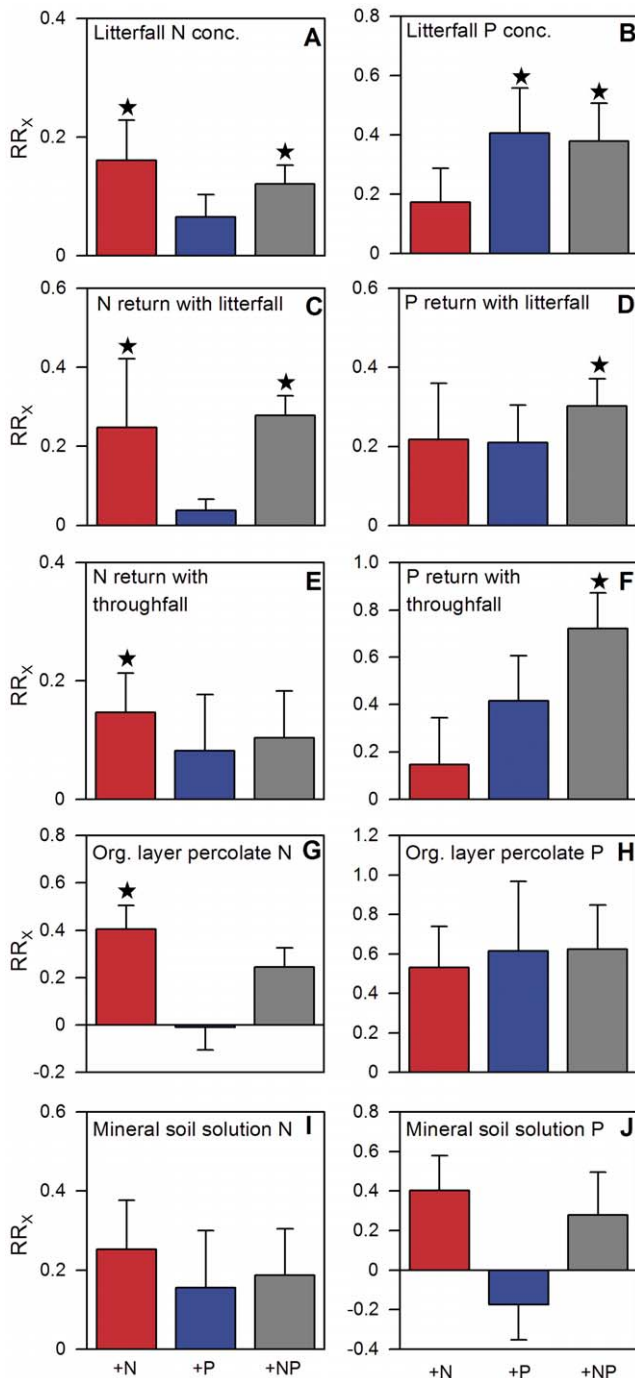 Litterfall N conc. A
0.4
0.2
0
RRX
Litterfall P conc. B
0.8
0.6
0.4
0.2
0
N return with litterfall C
0.6
0.4
0.2
0
RRX
P return with litterfall D
0.6
0.4
0.2
0
N return with E
throughfall
0.4
0.2
0
RRX
P return with F
throughfall
1.0
0.8
0.6
0.4
0.2
0
Org. layer percolate N G
0.8
0.6
0.4
0.2
0
-0.2
RRX
Org. layer percolate P H
1.2
1.0
0.8
0.6
0.4
0.2
0
Mineral soil solution N I
0.6
0.4
0.2
0
RRX
+N +P +NP
Mineral soil solution P J
0.8
0.6
0.4
0.2
0
-0.2
-0.4
+N +P +NP